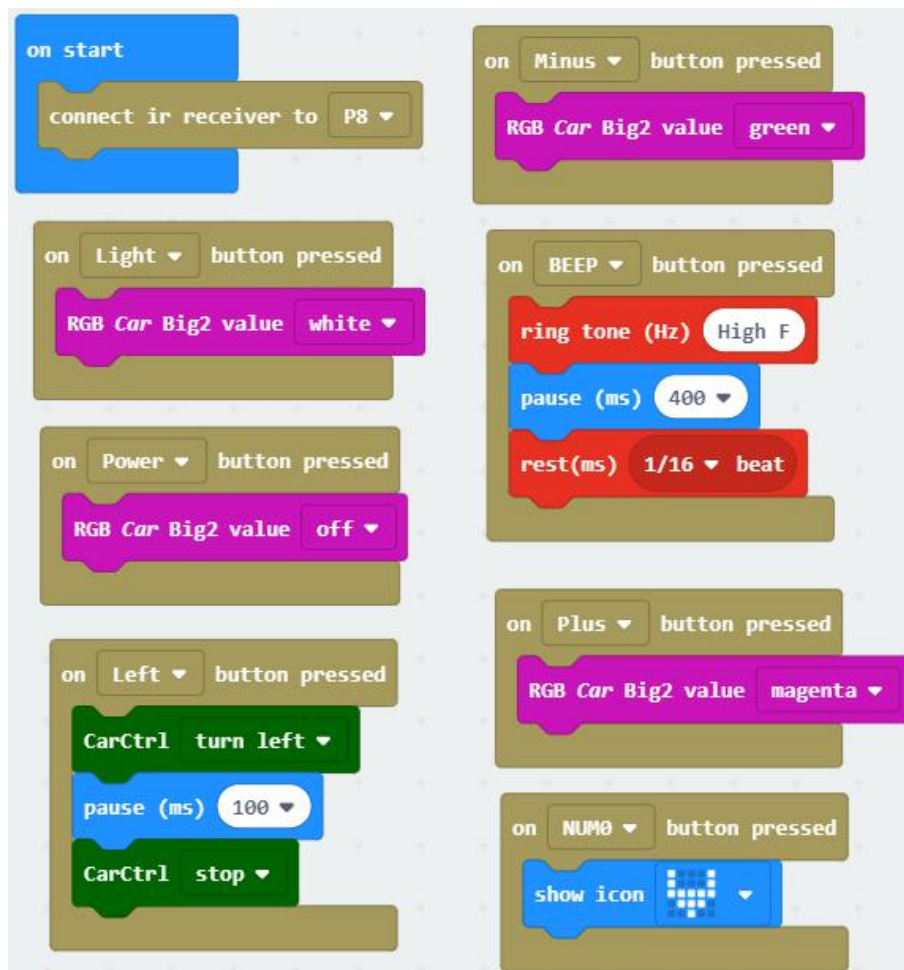 on start
connect ir receiver to P8
on Light button pressed
RGB Car Big2 value white
on Power button pressed
RGB Car Big2 value off
on Left button pressed
CarCtrl turn left
pause (ms) 100
CarCtrl stop
on Minus button pressed
RGB Car Big2 value green
on BEEP button pressed
ring tone (Hz) High F
pause (ms) 400
rest(ms) 1/16 beat
on Plus button pressed
RGB Car Big2 value magenta
on NUM0 button pressed
show icon